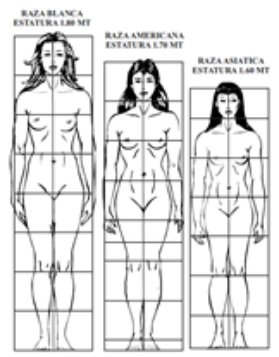 RAZA BLANCA
ESTATURA 1.80 MT
RAZA AMERICANA
ESTATURA 1.70 MT
RAZA ASIATICA
ESTATURA 1.60 MT